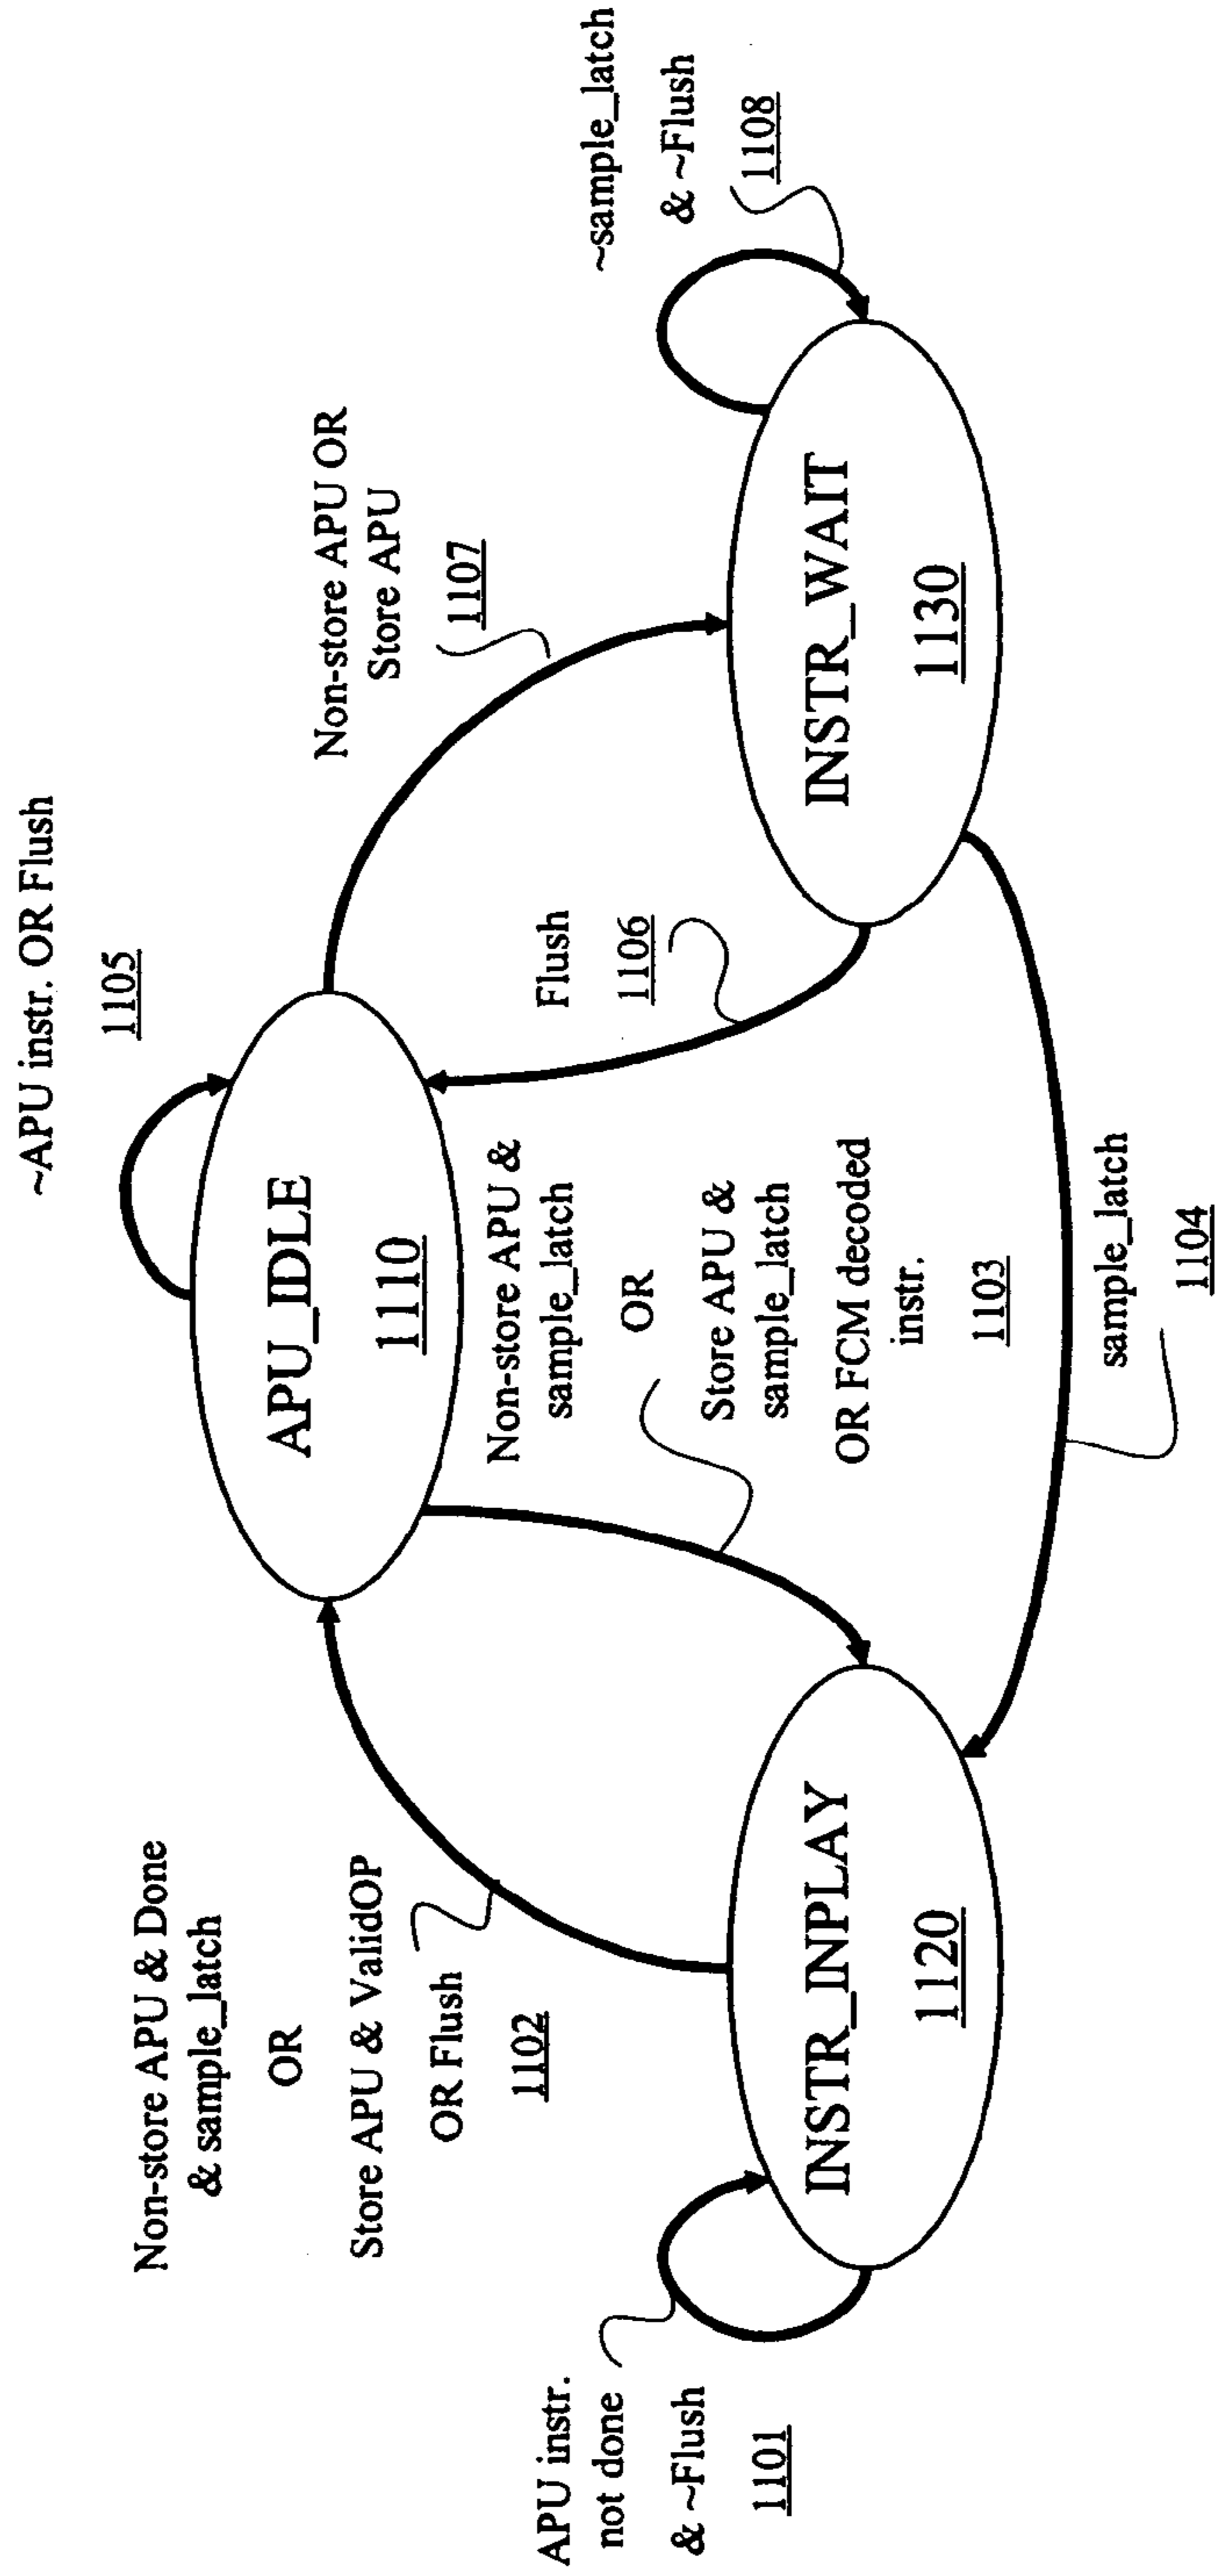 ~APU instr. OR Flush
1105
Non-store APU & Done
& sample_latch
OR
Store APU & ValidOP
OR Flush
1102
APU_IDLE
1110
Non-store APU OR
Store APU
1107
Non-store APU &
sample_latch
OR
Store APU &
sample_latch
OR FCM decoded
instr.
1103
Flush
1106
~sample_latch
& ~Flush
1108
APU instr.
not done
& ~Flush
1101
INSTR_INPLAY
1120
INSTR_WAIT
1130
sample_latch
1104